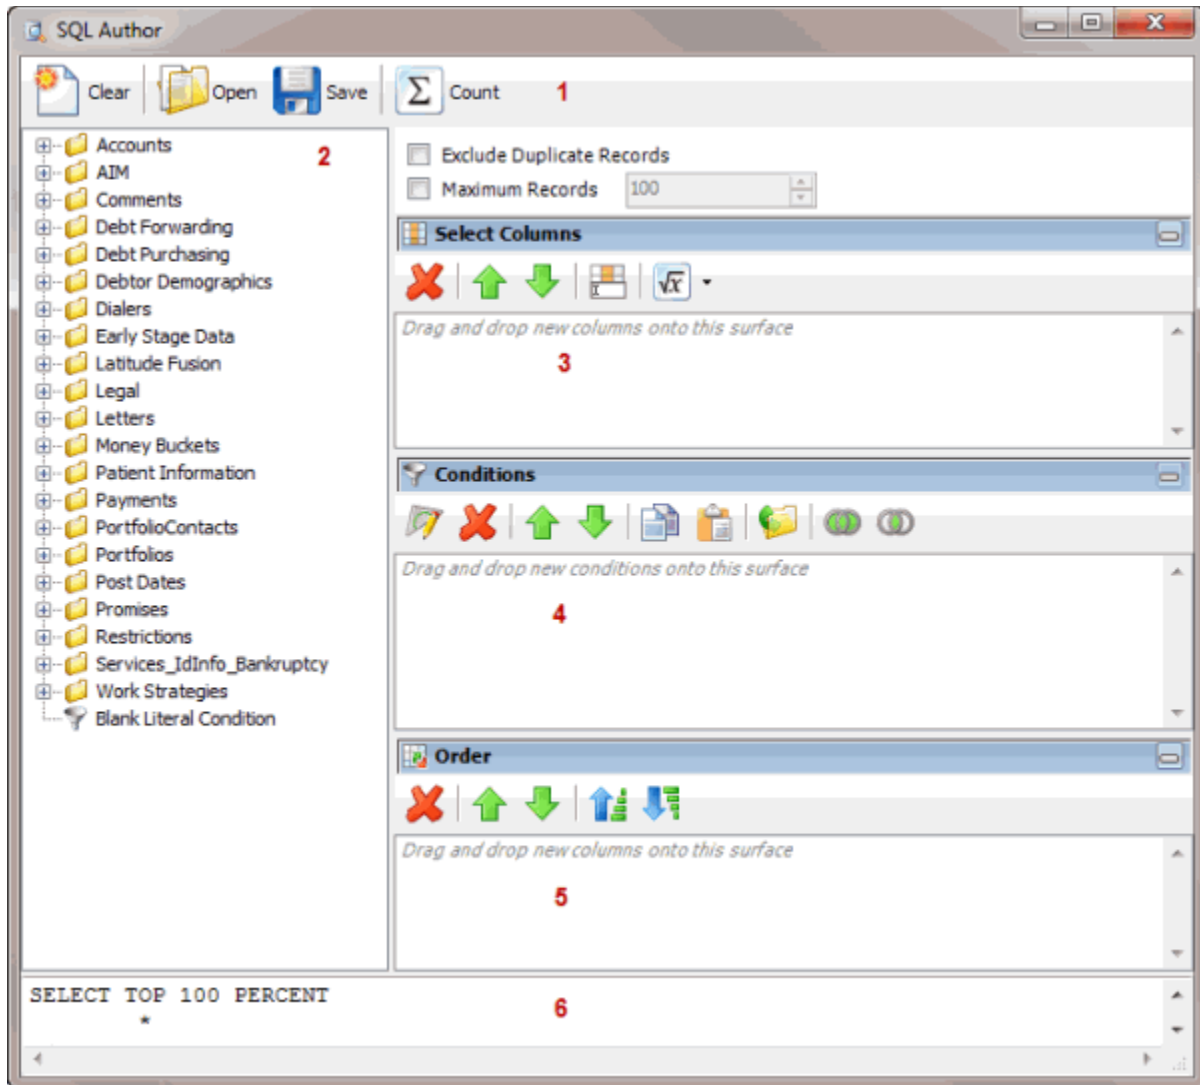 SQL Author
Clear Open Save Σ Count 1
2
Accounts
AIM
Comments
Debt Forwarding
Debt Purchasing
Debtor Demographics
Dialers
Early Stage Data
Latitude Fusion
Legal
Letters
Money Buckets
Patient Information
Payments
PortfolioContacts
Portfolios
Post Dates
Promises
Restrictions
Services_IdInfo_Bankruptcy
Work Strategies
Blank Literal Condition
Exclude Duplicate Records
Maximum Records 100
Select Columns
√x
Drag and drop new columns onto this surface
3
Conditions
Drag and drop new conditions onto this surface
4
Order
Drag and drop new columns onto this surface
5
SELECT TOP 100 PERCENT
*
6